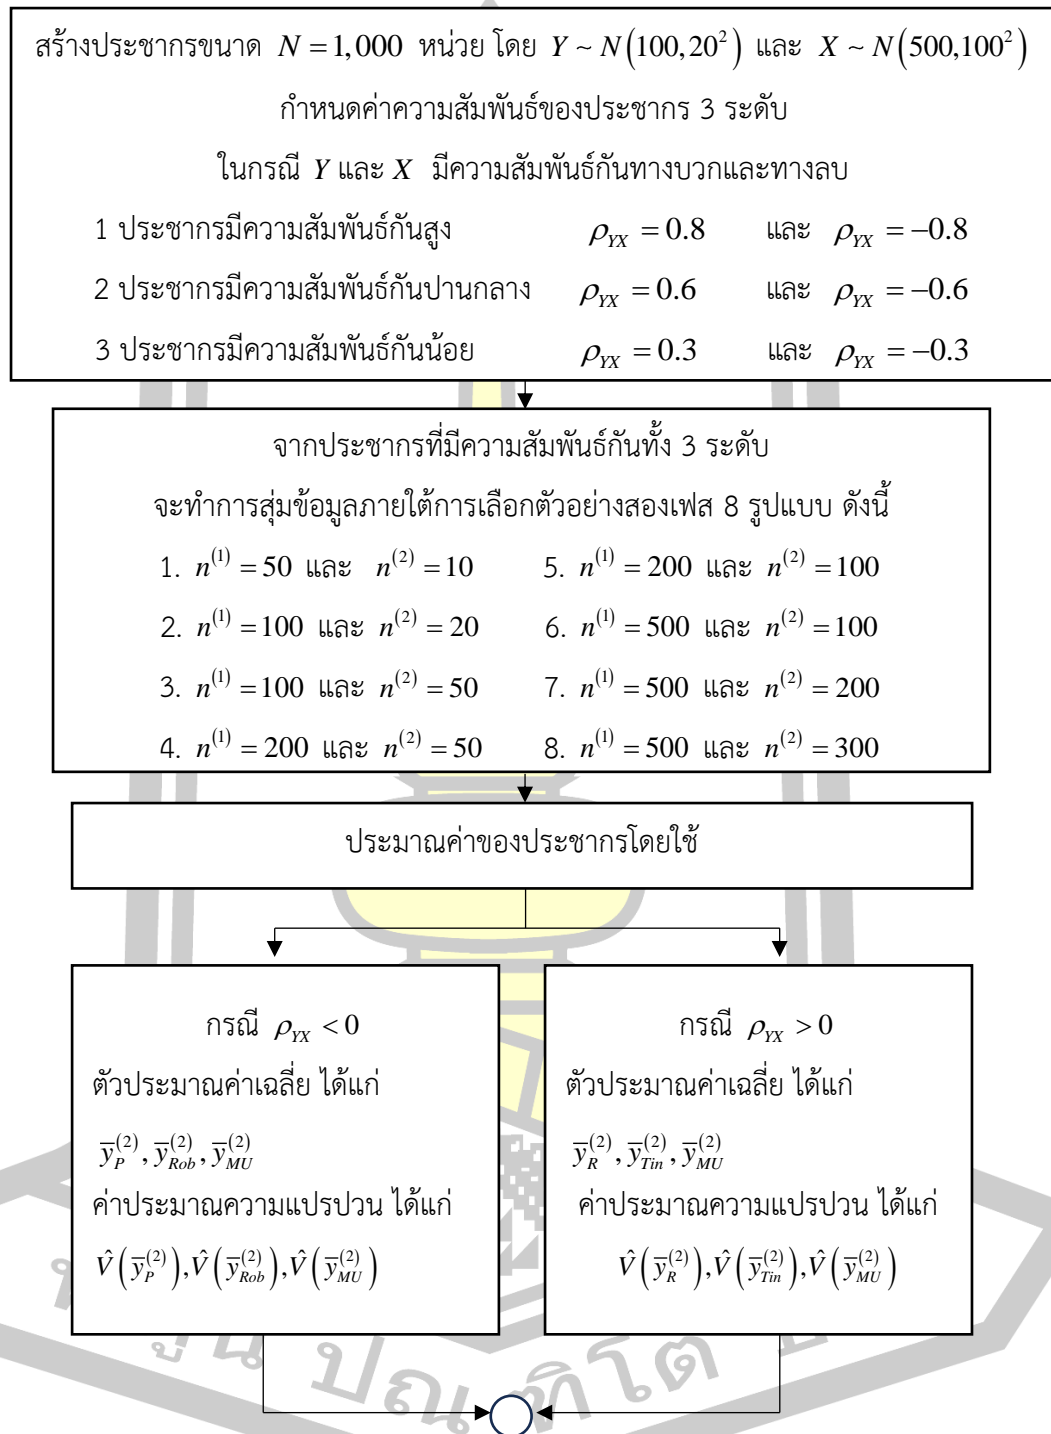 สร้างประชากรขนาด N = 1,000 หน่วย โดย Y ~ N(100, 20²) และ X ~ N(500,100²)
กำหนดค่าความสัมพันธ์ของประชากร 3 ระดับ
ในกรณี Y และ X มีความสัมพันธ์กันทางบวกและทางลบ
1 ประชากรมีความสัมพันธ์กันสูง ρ_YX = 0.8 และ ρ_YX = −0.8
2 ประชากรมีความสัมพันธ์กันปานกลาง ρ_YX = 0.6 และ ρ_YX = −0.6
3 ประชากรมีความสัมพันธ์กันน้อย ρ_YX = 0.3 และ ρ_YX = −0.3
จากประชากรที่มีความสัมพันธ์กันทั้ง 3 ระดับ
จะทำการสุ่มข้อมูลภายใต้การเลือกตัวอย่างสองเฟส 8 รูปแบบ ดังนี้
1. n⁽¹⁾ = 50 และ n⁽²⁾ = 10 5. n⁽¹⁾ = 200 และ n⁽²⁾ = 100
2. n⁽¹⁾ = 100 และ n⁽²⁾ = 20 6. n⁽¹⁾ = 500 และ n⁽²⁾ = 100
3. n⁽¹⁾ = 100 และ n⁽²⁾ = 50 7. n⁽¹⁾ = 500 และ n⁽²⁾ = 200
4. n⁽¹⁾ = 200 และ n⁽²⁾ = 50 8. n⁽¹⁾ = 500 และ n⁽²⁾ = 300
ประมาณค่าของประชากรโดยใช้
กรณี ρ_YX < 0
ตัวประมาณค่าเฉลี่ย ได้แก่
ȳ_P⁽²⁾, ȳ_Rob⁽²⁾, ȳ_MU⁽²⁾
ค่าประมาณความแปรปวน ได้แก่
V̂(ȳ_P⁽²⁾), V̂(ȳ_Rob⁽²⁾), V̂(ȳ_MU⁽²⁾)
กรณี ρ_YX > 0
ตัวประมาณค่าเฉลี่ย ได้แก่
ȳ_R⁽²⁾, ȳ_Tin⁽²⁾, ȳ_MU⁽²⁾
ค่าประมาณความแปรปวน ได้แก่
V̂(ȳ_R⁽²⁾), V̂(ȳ_Tin⁽²⁾), V̂(ȳ_MU⁽²⁾)